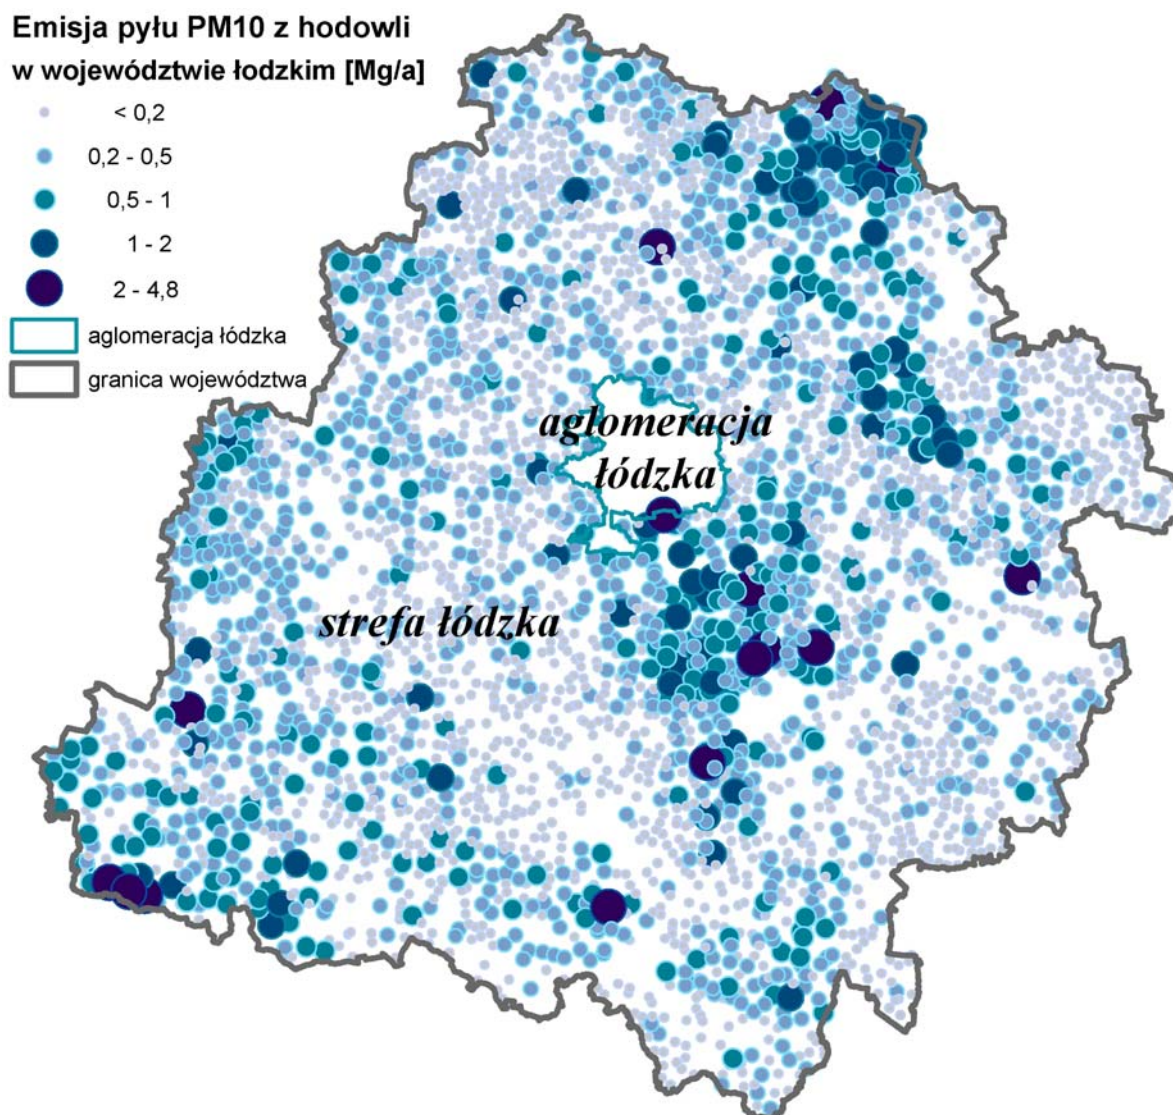 Emisja pyłu PM10 z hodowli
w województwie łodzkim [Mg/a]
< 0,2
0,2 - 0,5
0,5 - 1
1 - 2
2 - 4,8
aglomeracja łódzka
granica województwa
aglomeracja
łódzka
strefa łódzka